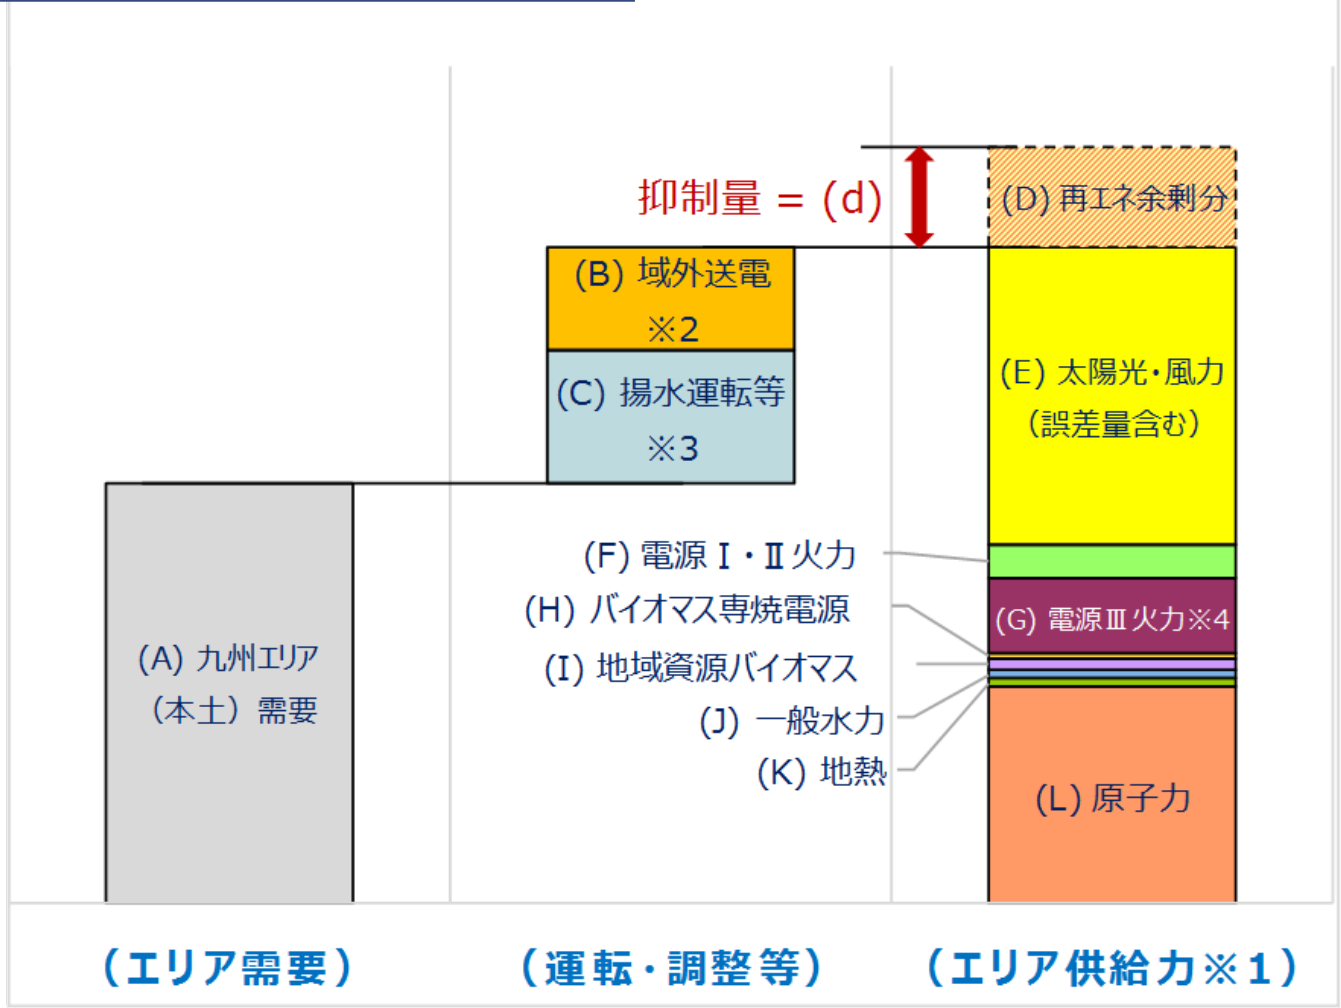 抑制量 = (d)
(D) 再エネ余剰分
(B) 域外送電
※2
(C) 揚水運転等
※3
(E) 太陽光・風力
（誤差量含む）
(F) 電源Ⅰ・Ⅱ火力
(H) バイオマス専焼電源
(G) 電源Ⅲ火力※4
(I) 地域資源バイオマス
(J) 一般水力
(K) 地熱
(A) 九州エリア
（本土）需要
(L) 原子力
（エリア需要）
（運転・調整等）
（エリア供給力※1）